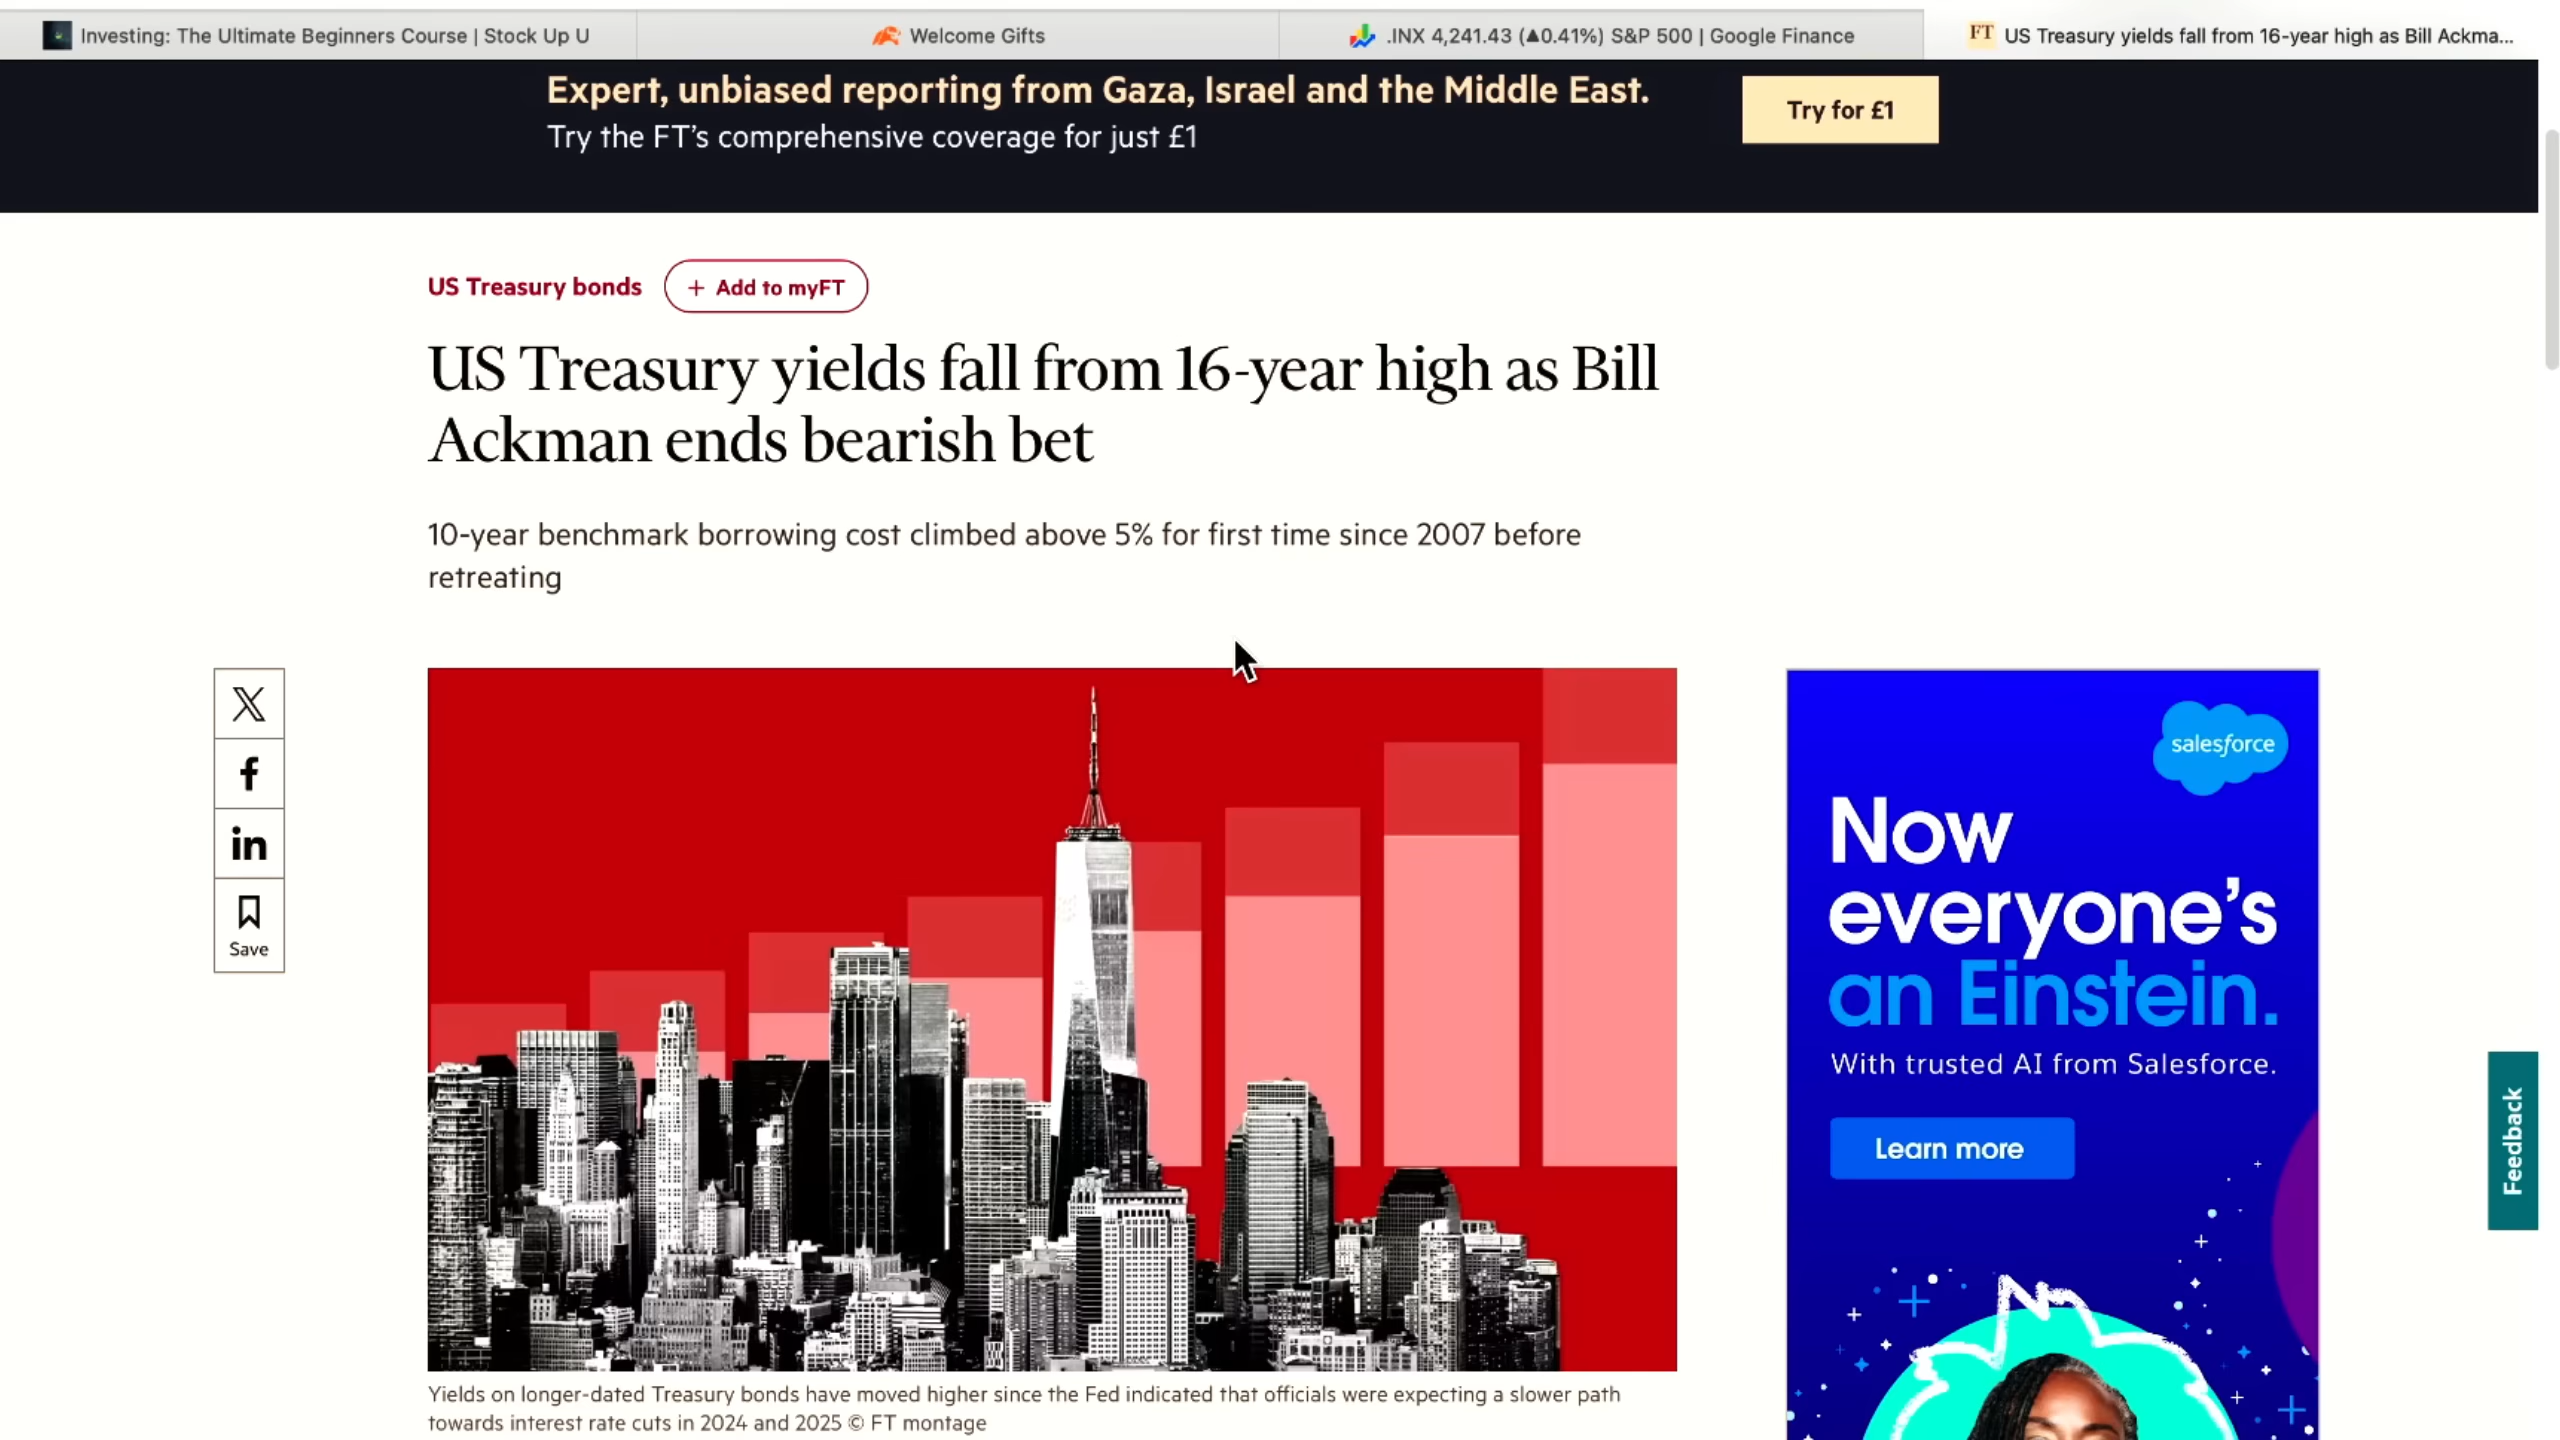 Investing: The Ultimate Beginners Course | Stock Up U
Welcome Gifts
.INX 4,241.43 (▲0.41%) S&P 500 | Google Finance
FT US Treasury yields fall from 16-year high as Bill Ackma...
Expert, unbiased reporting from Gaza, Israel and the Middle East.
Try the FT’s comprehensive coverage for just £1
Try for £1
US Treasury bonds
+ Add to myFT
US Treasury yields fall from 16-year high as Bill
Ackman ends bearish bet
10-year benchmark borrowing cost climbed above 5% for first time since 2007 before
retreating
Save
Yields on longer-dated Treasury bonds have moved higher since the Fed indicated that officials were expecting a slower path
towards interest rate cuts in 2024 and 2025 © FT montage
salesforce
Now
everyone’s
an Einstein.
With trusted AI from Salesforce.
Learn more
Feedback